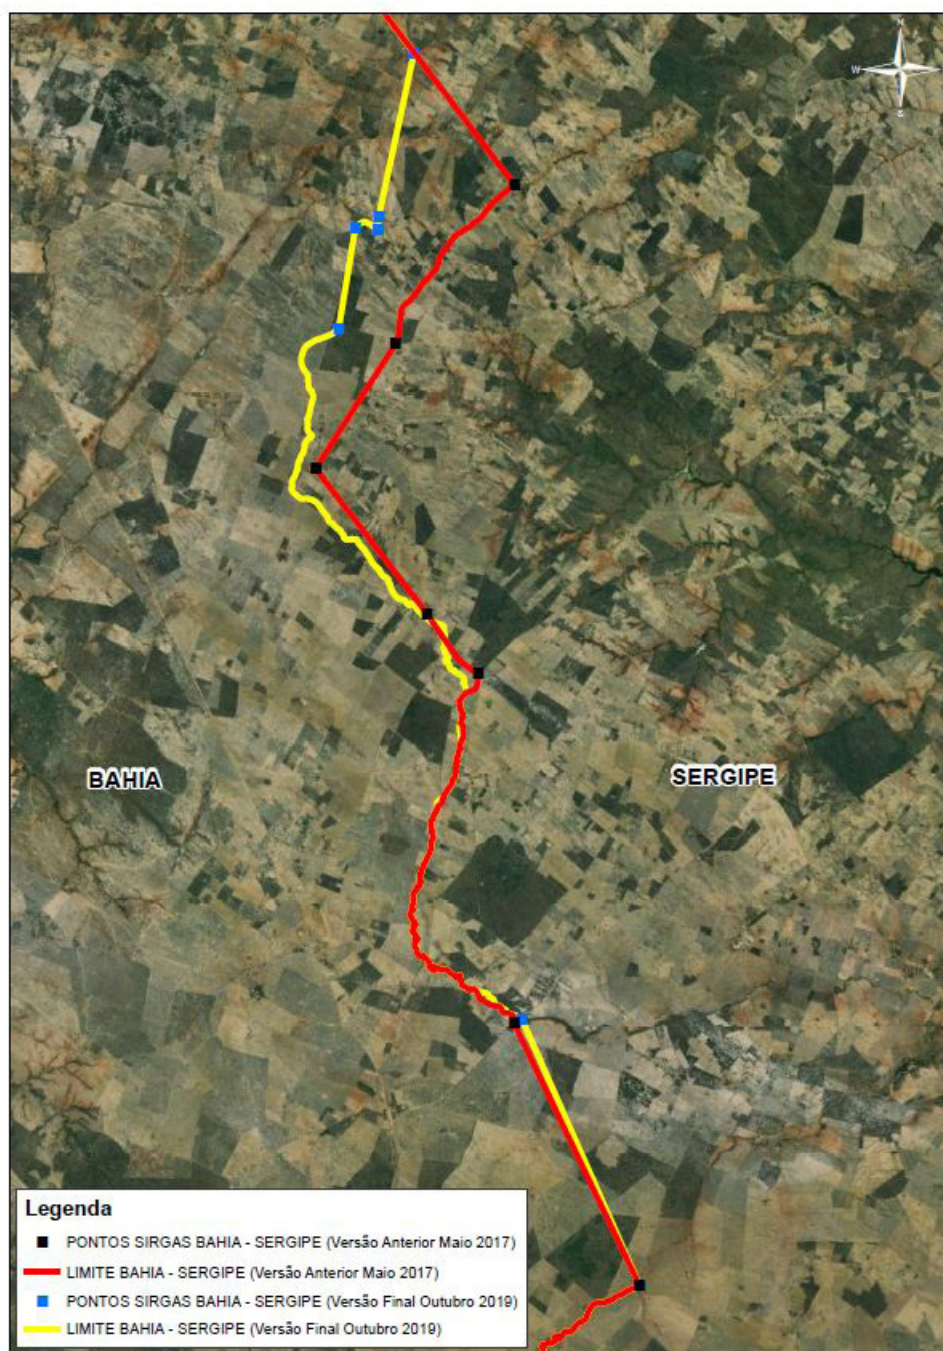 N
W
S
BAHIA
SERGIPE
Legenda
PONTOS SIRGAS BAHIA - SERGIPE (Versão Anterior Maio 2017)
LIMITE BAHIA - SERGIPE (Versão Anterior Maio 2017)
PONTOS SIRGAS BAHIA - SERGIPE (Versão Final Outubro 2019)
LIMITE BAHIA - SERGIPE (Versão Final Outubro 2019)